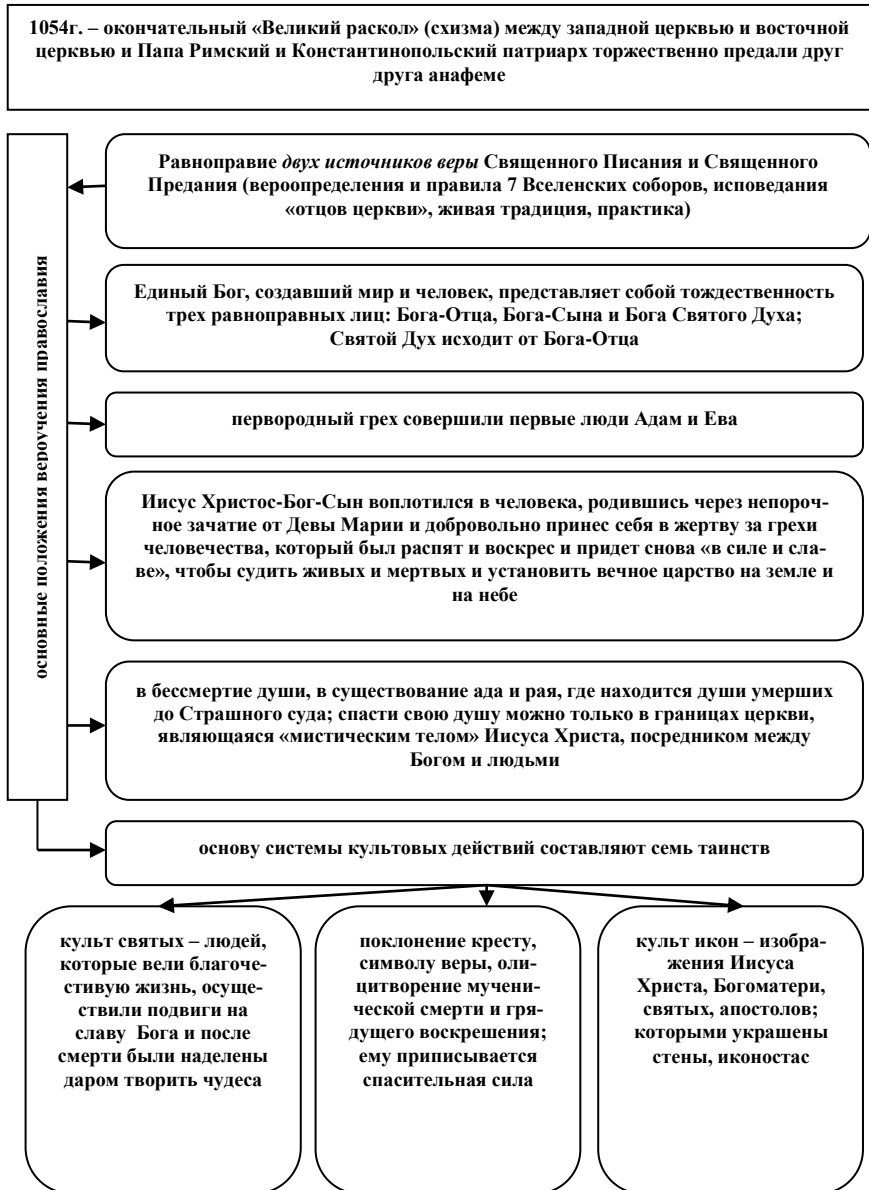 1054г. – окончательный «Великий раскол» (схизма) между западной церквью и восточной
церквью и Папа Римский и Константинопольский патриарх торжественно предали друг
друга анафеме
основные положения вероучения православия
Равноправие двух источников веры Священного Писания и Священного
Предания (вероопределения и правила 7 Вселенских соборов, исповедания
«отцов церкви», живая традиция, практика)
Единый Бог, создавший мир и человек, представляет собой тождественность
трех равноправных лиц: Бога-Отца, Бога-Сына и Бога Святого Духа;
Святой Дух исходит от Бога-Отца
первородный грех совершили первые люди Адам и Ева
Иисус Христос-Бог-Сын воплотился в человека, родившись через непороч-
ное зачатие от Девы Марии и добровольно принес себя в жертву за грехи
человечества, который был распят и воскрес и придет снова «в силе и сла-
ве», чтобы судить живых и мертвых и установить вечное царство на земле и
на небе
в бессмертие души, в существование ада и рая, где находится души умерших
до Страшного суда; спасти свою душу можно только в границах церкви,
являющаяся «мистическим телом» Иисуса Христа, посредником между
Богом и людьми
основу системы культовых действий составляют семь таинств
культ святых – людей,
которые вели благоче-
стивую жизнь, осуще-
ствили подвиги на
славу Бога и после
смерти были наделены
даром творить чудеса
поклонение кресту,
символу веры, оли-
цитворение мучени-
ической смерти и гря-
дущего воскрешения;
ему приписывается
спасительная сила
культ икон – изобра-
жения Иисуса
Христа, Богоматери,
святых, апостолов;
которыми украшены
стены, иконостас